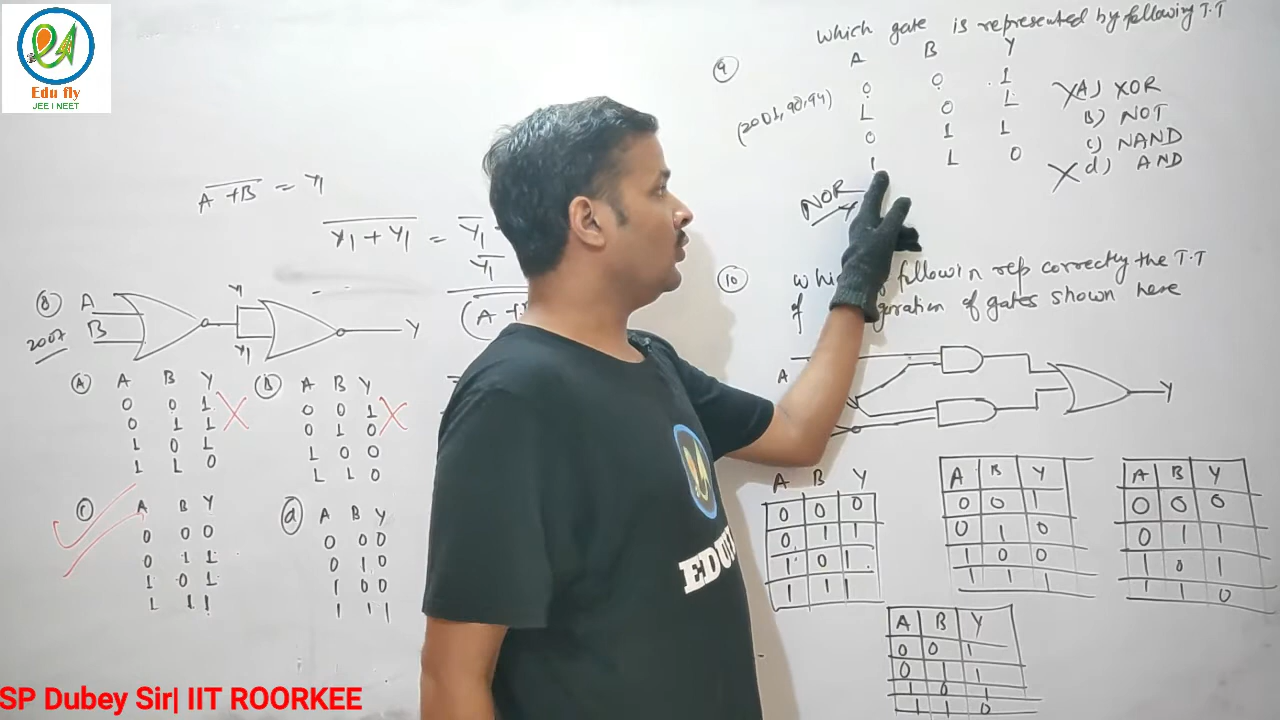 Edu fly
JEE I NEET
A+B = Y1
Y1 + Y1 = Y1
Y1
(A +
8
2007
A
B
Y1
Y1
Y
A
A B Y
0 0 1
0 1 1
1 0 1
1 1 0
B
A B Y
0 0 1
0 1 0
1 0 0
1 1 0
C
A B Y
0 0 0
0 1 1
1 0 1
1 1 1
d
A B Y
0 0 0
0 1 0
1 0 0
1 1 1
9
Which gate is represented by following T.T
(2001, 90, 94)
A B Y
0 0 1
1 0 1
0 1 1
1 1 0
A) XOR
B) NOT
c) NAND
d) AND
NOR
10
followin rep correctly the T.T
of gates shown here
A
Y
A B Y
0 0 0
0 1 1
1 0 1
1 1 1
A B Y
0 0 1
0 1 0
1 0 0
1 1 1
A B Y
0 0 0
0 1 1
1 0 1
1 1 0
A B Y
0 0 1
0 1 1
1 0 1
1 1 0
SP Dubey Sir| IIT ROORKEE